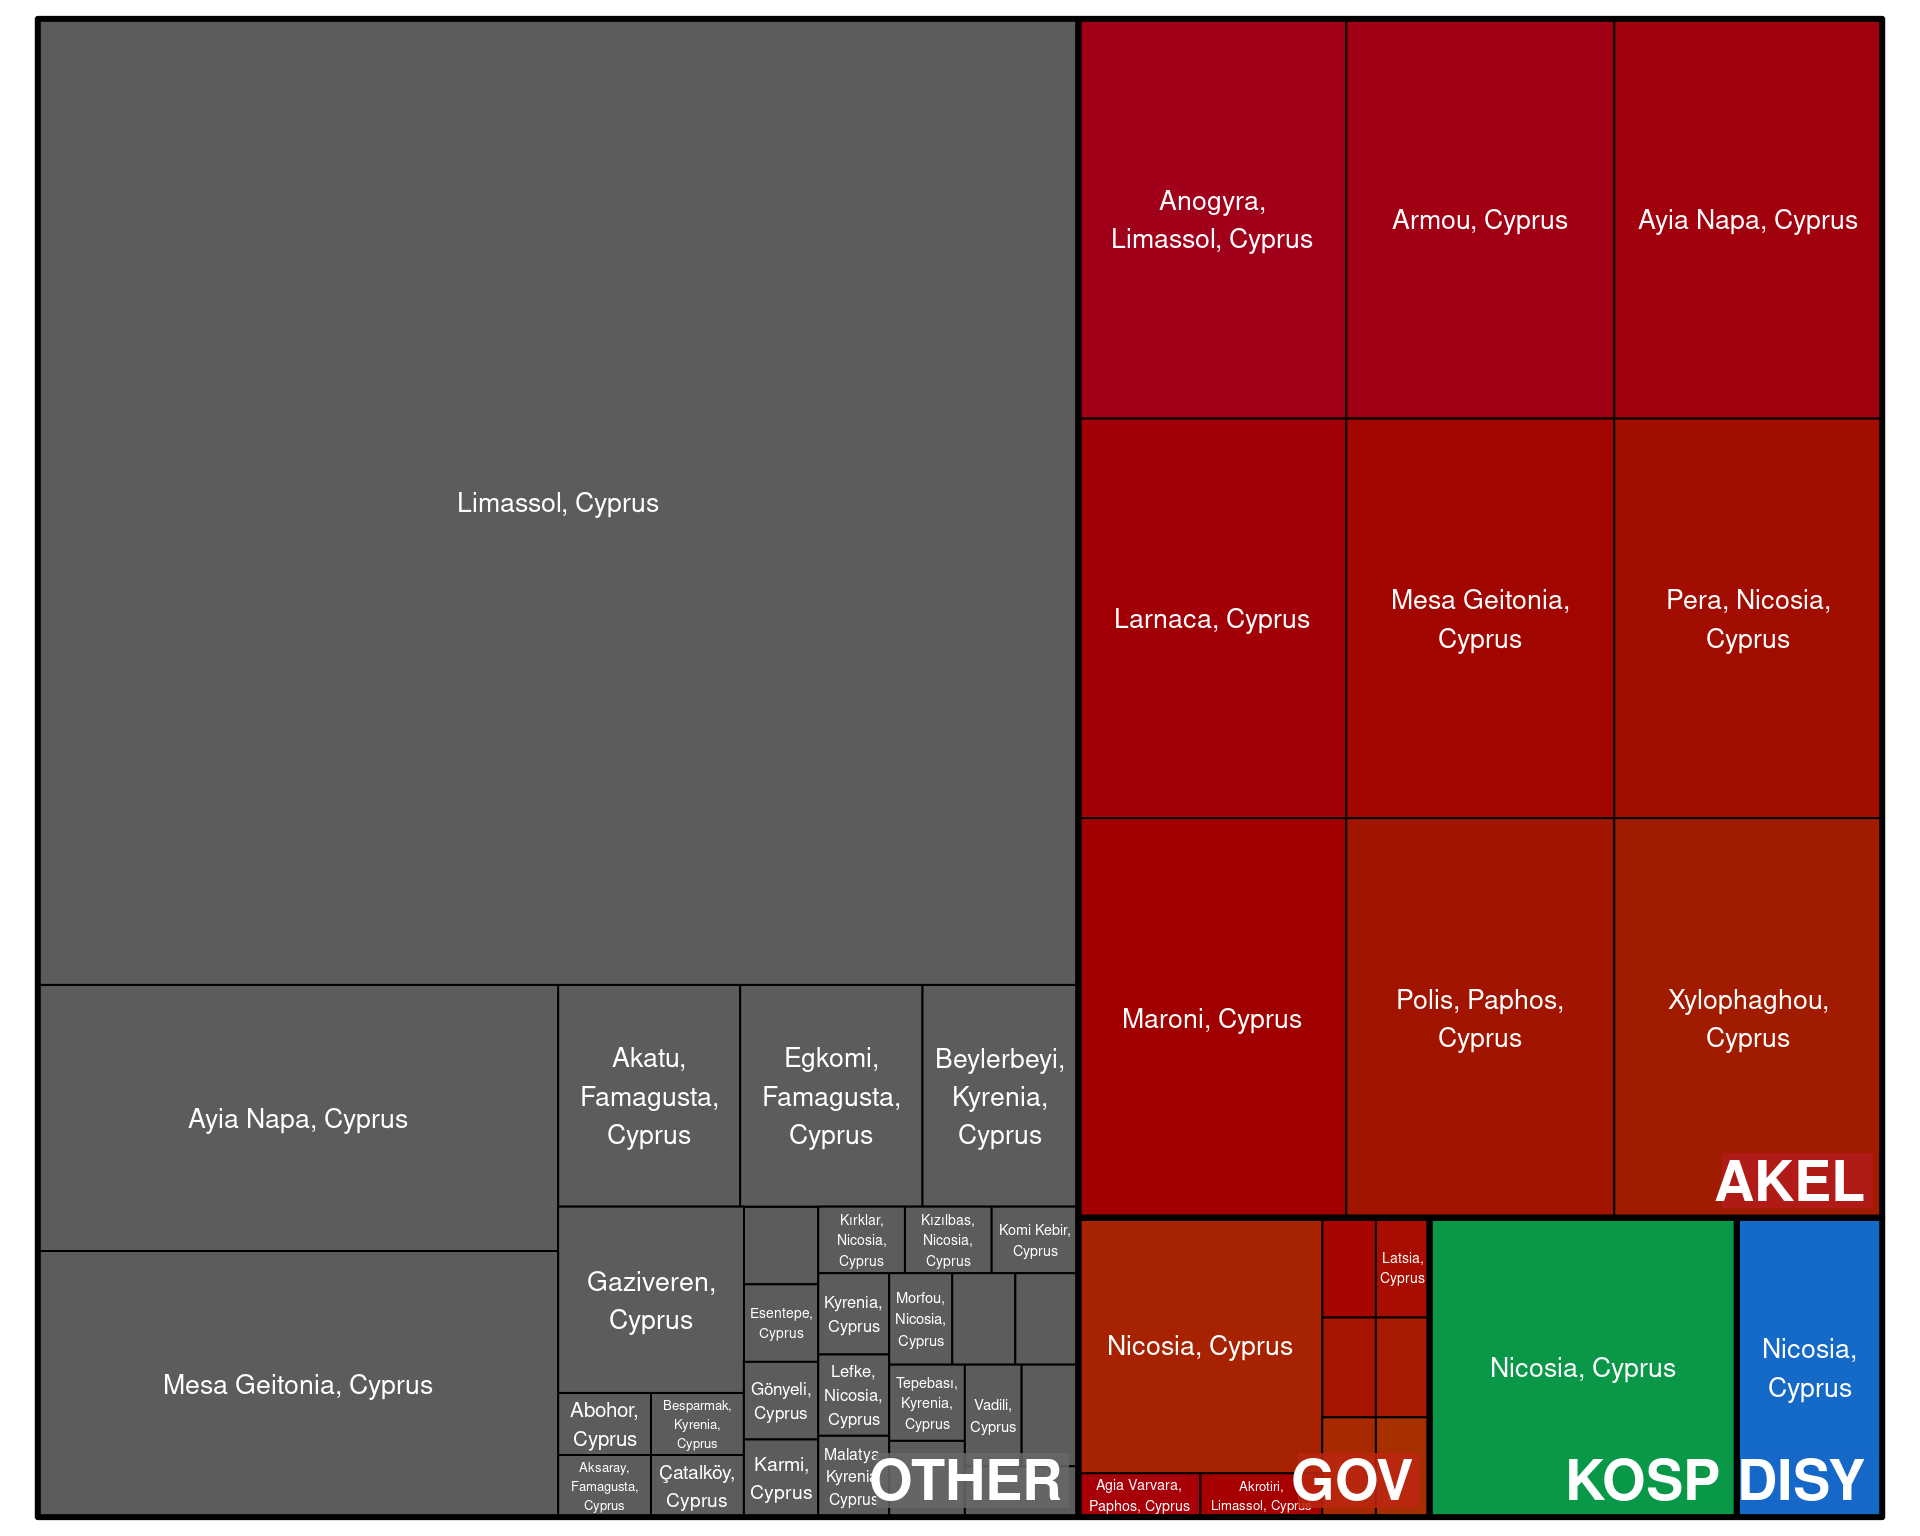 Limassol, Cyprus
Ayia Napa, Cyprus
Mesa Geitonia, Cyprus
Akatu,
Famagusta,
Cyprus
Egkomi,
Famagusta,
Cyprus
Beylerbeyi,
Kyrenia,
Cyprus
Gaziveren,
Cyprus
Abohor,
Cyprus
Besparmak,
Kyrenia,
Cyprus
Aksaray,
Famagusta,
Cyprus
Çatalköy,
Cyprus
Esentepe,
Cyprus
Gönyeli,
Cyprus
Karmi,
Cyprus
Kırklar,
Nicosia,
Cyprus
Kızılbas,
Nicosia,
Cyprus
Komi Kebir,
Cyprus
Kyrenia,
Cyprus
Lefke,
Nicosia,
Cyprus
Malatya,
Kyrenia,
Cyprus
Morfou,
Nicosia,
Cyprus
Tepebası,
Kyrenia,
Cyprus
Vadili,
Cyprus
OTHER
Anogyra,
Limassol, Cyprus
Armou, Cyprus
Ayia Napa, Cyprus
Larnaca, Cyprus
Mesa Geitonia,
Cyprus
Pera, Nicosia,
Cyprus
Maroni, Cyprus
Polis, Paphos,
Cyprus
Xylophaghou,
Cyprus
AKEL
Nicosia, Cyprus
Latsia,
Cyprus
Agia Varvara,
Paphos, Cyprus
Akrotiri,
Limassol, Cyprus
GOV
Nicosia, Cyprus
KOSP
Nicosia,
Cyprus
DISY